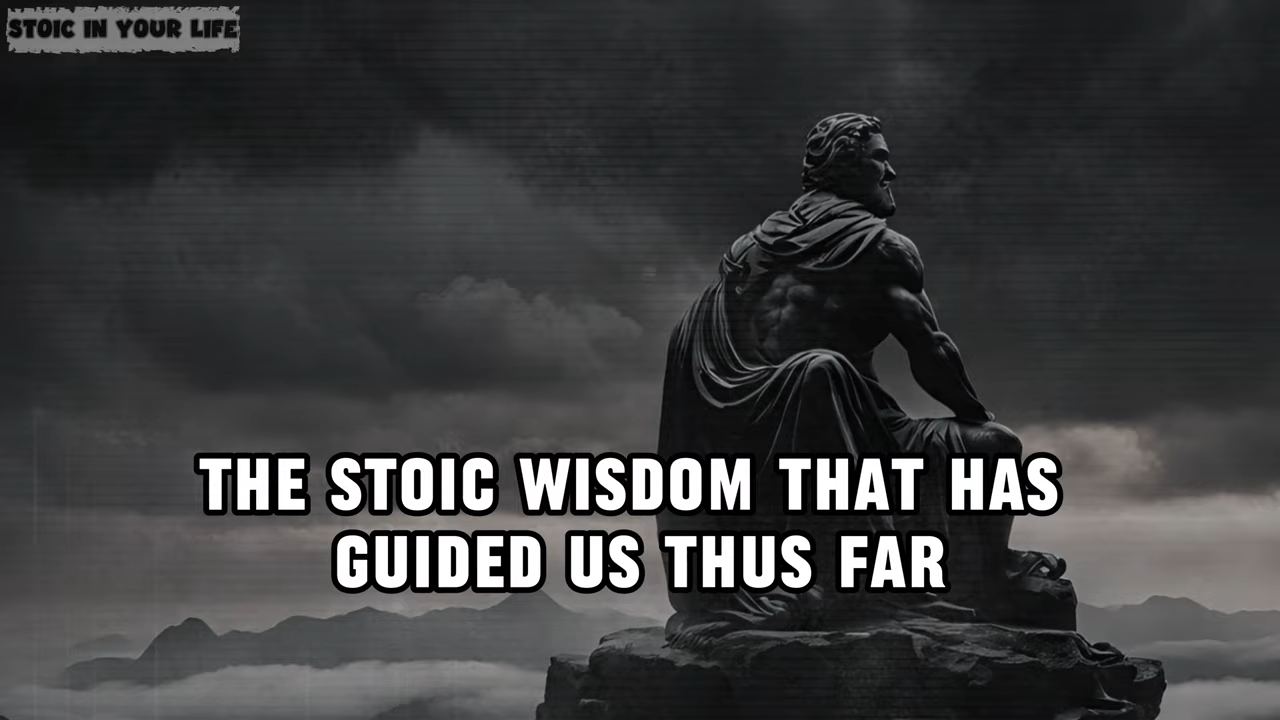 STOIC IN YOUR LIFE
THE STOIC WISDOM THAT HAS
GUIDED US THUS FAR